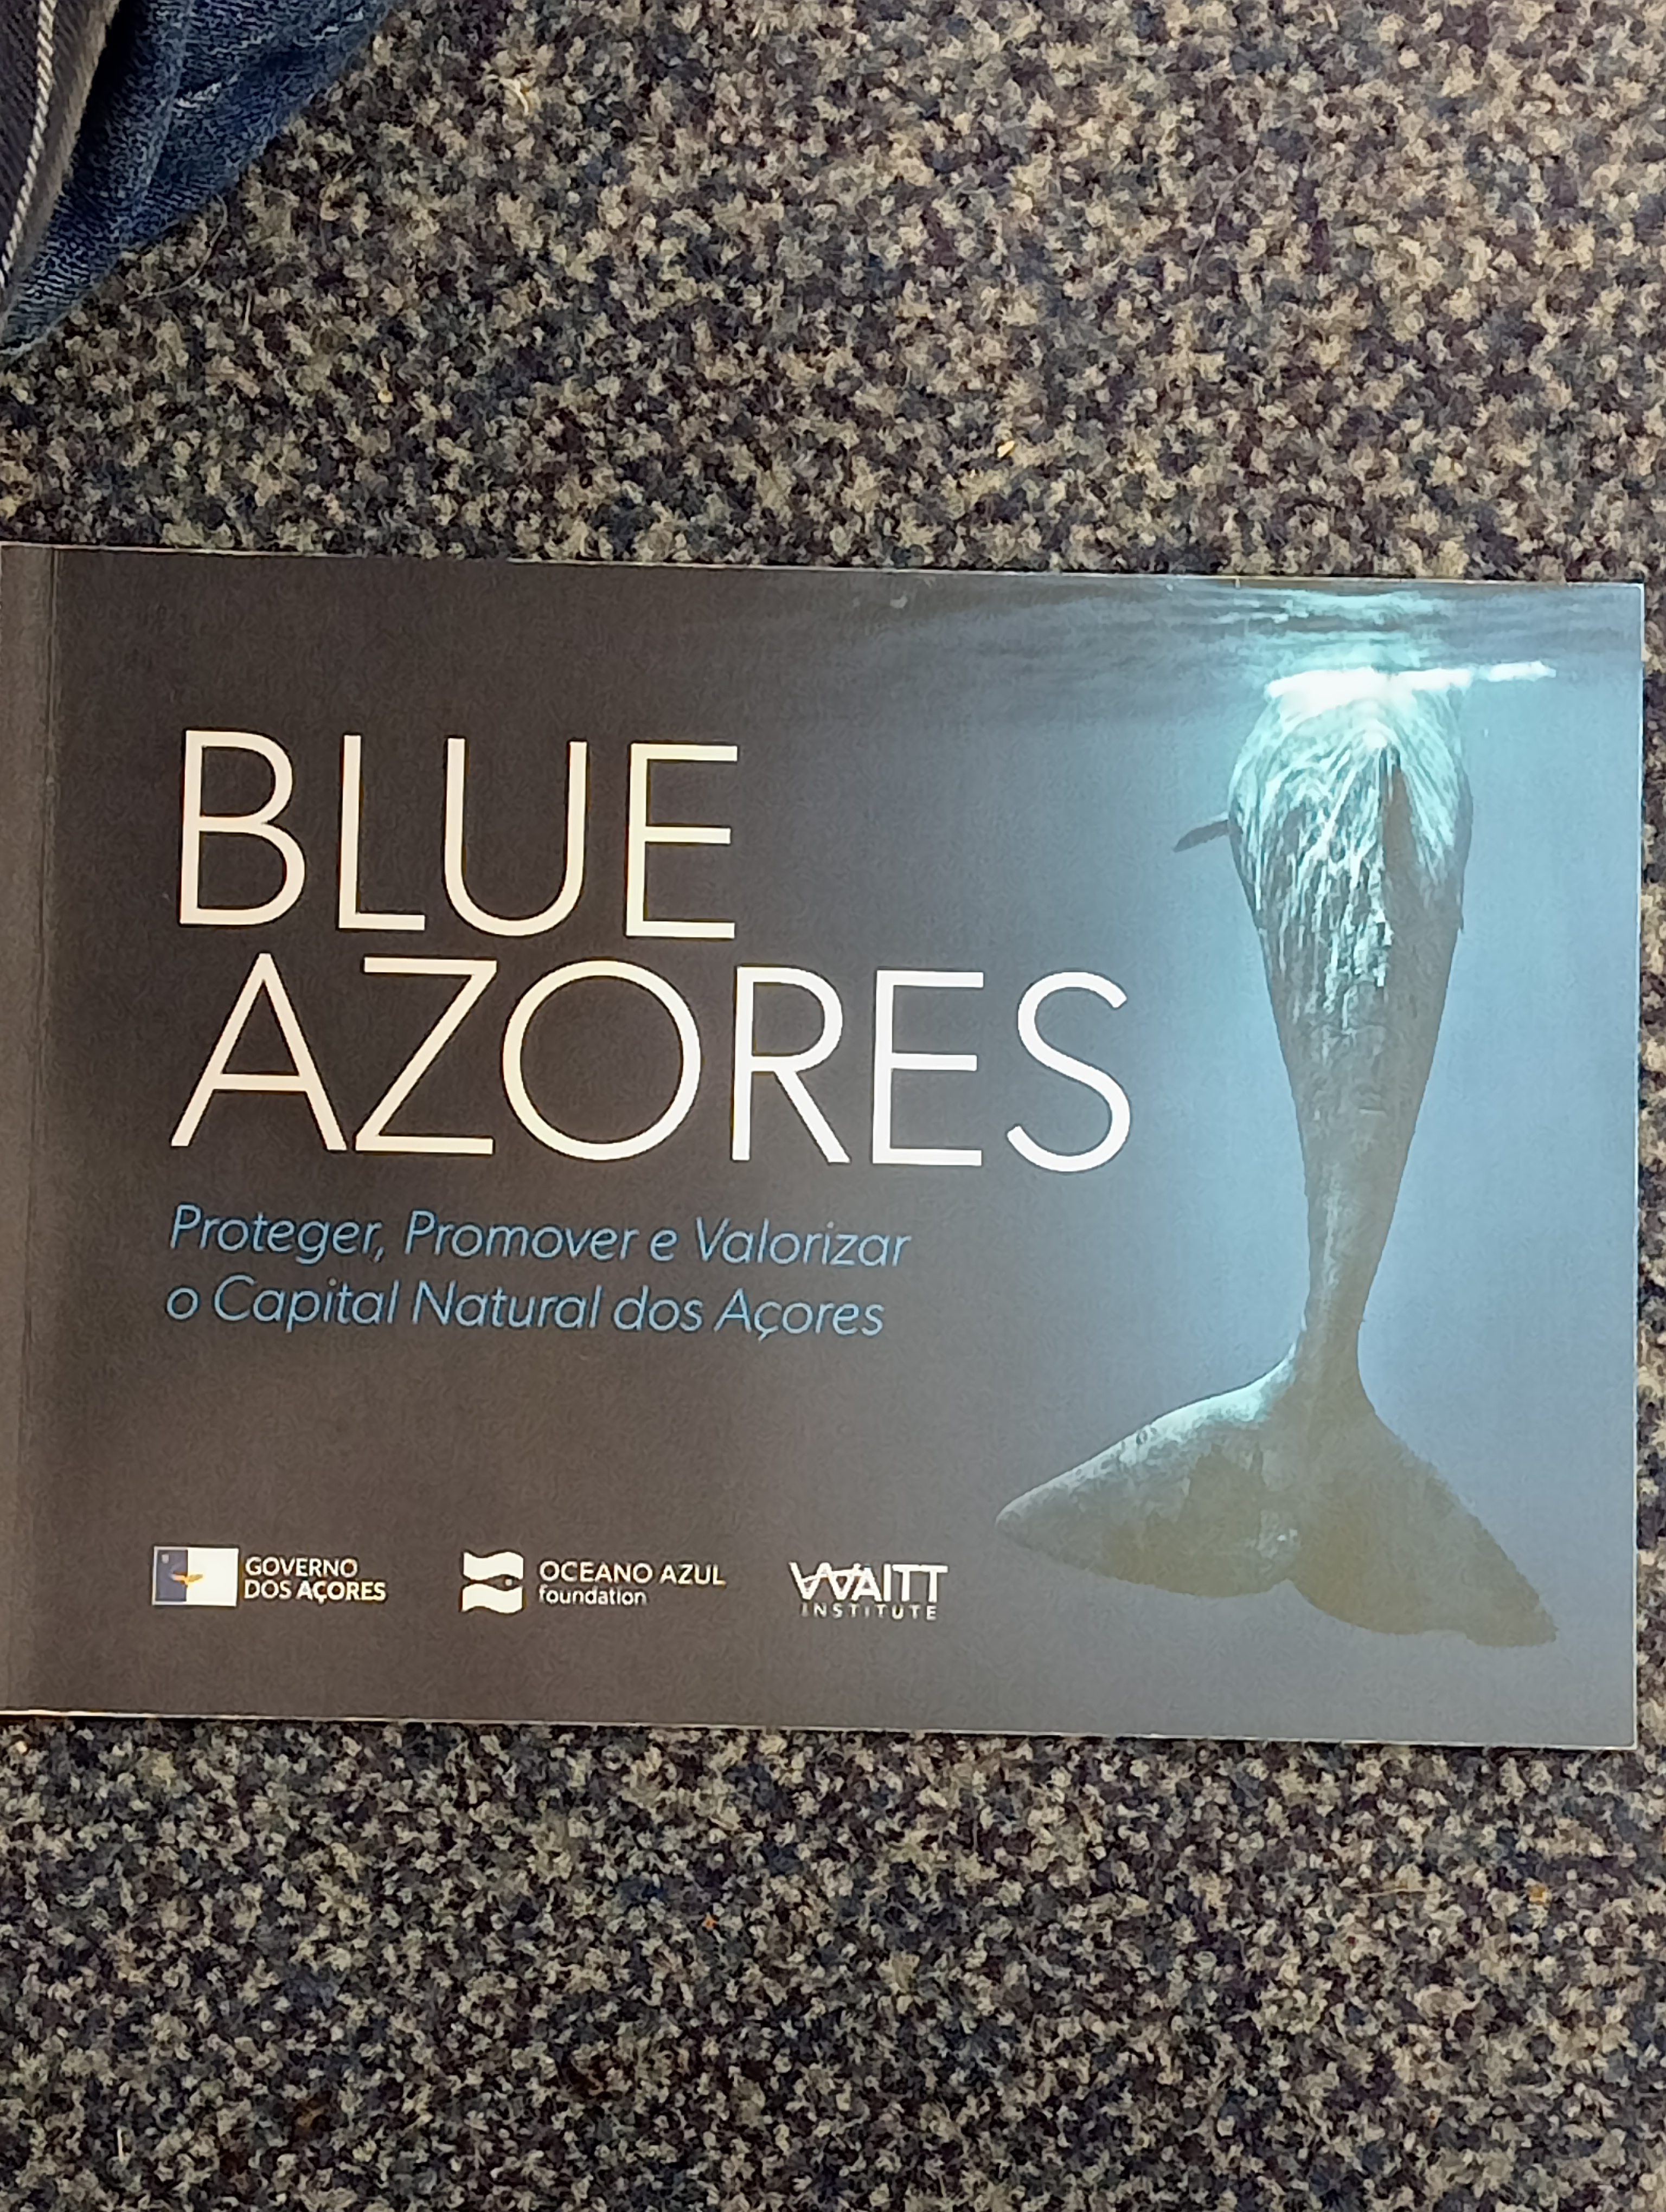 BLUE
AZORES
Proteger, Promover e Valorizar
o Capital Natural dos Açores
GOVERNO
DOS AÇORES
OCEANO AZUL
foundation
WAITT
INSTITUTE